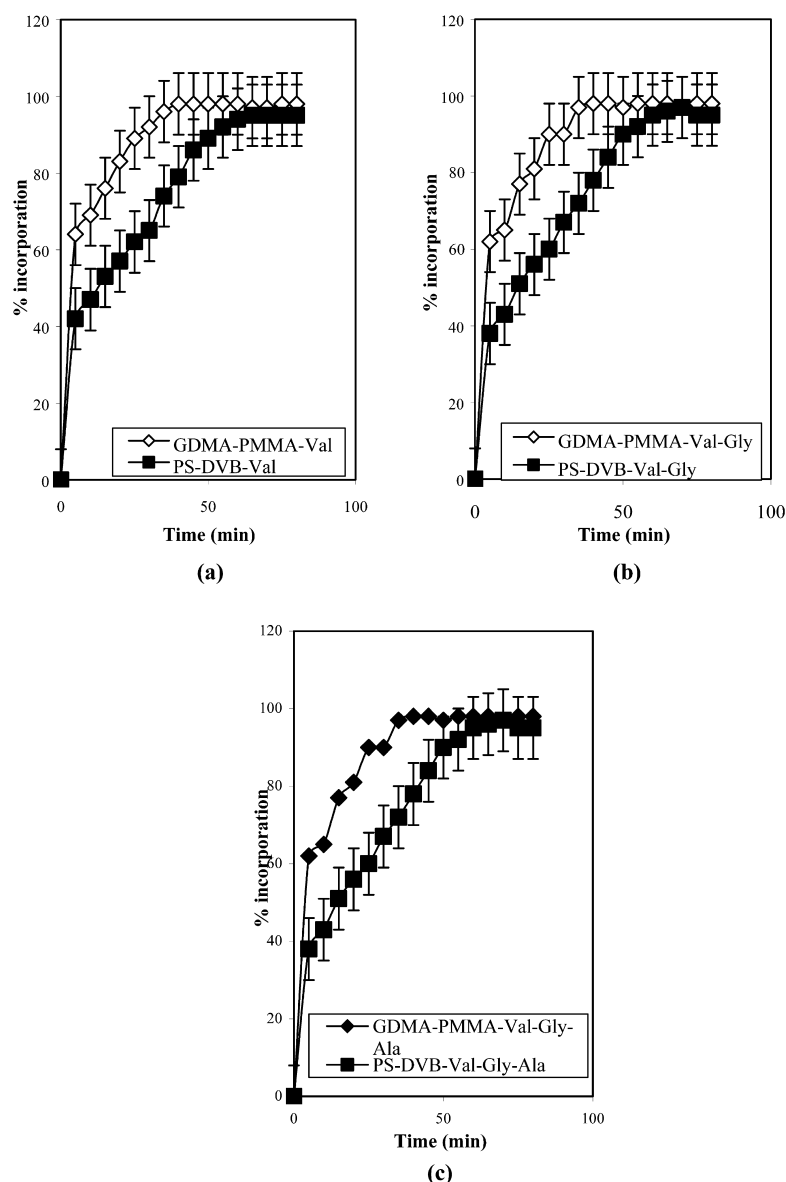 120
100
80
60
40
20
0
% incorporation
GDMA-PMMA-Val
PS-DVB-Val
0 50 100
Time (min)
(a)
120
100
80
60
40
20
0
% incorporation
GDMA-PMMA-Val-Gly
PS-DVB-Val-Gly
0 50 100
Time (min)
(b)
120
100
80
60
40
20
0
% incorporation
GDMA-PMMA-Val-Gly-
Ala
PS-DVB-Val-Gly-Ala
0 50 100
Time (min)
(c)